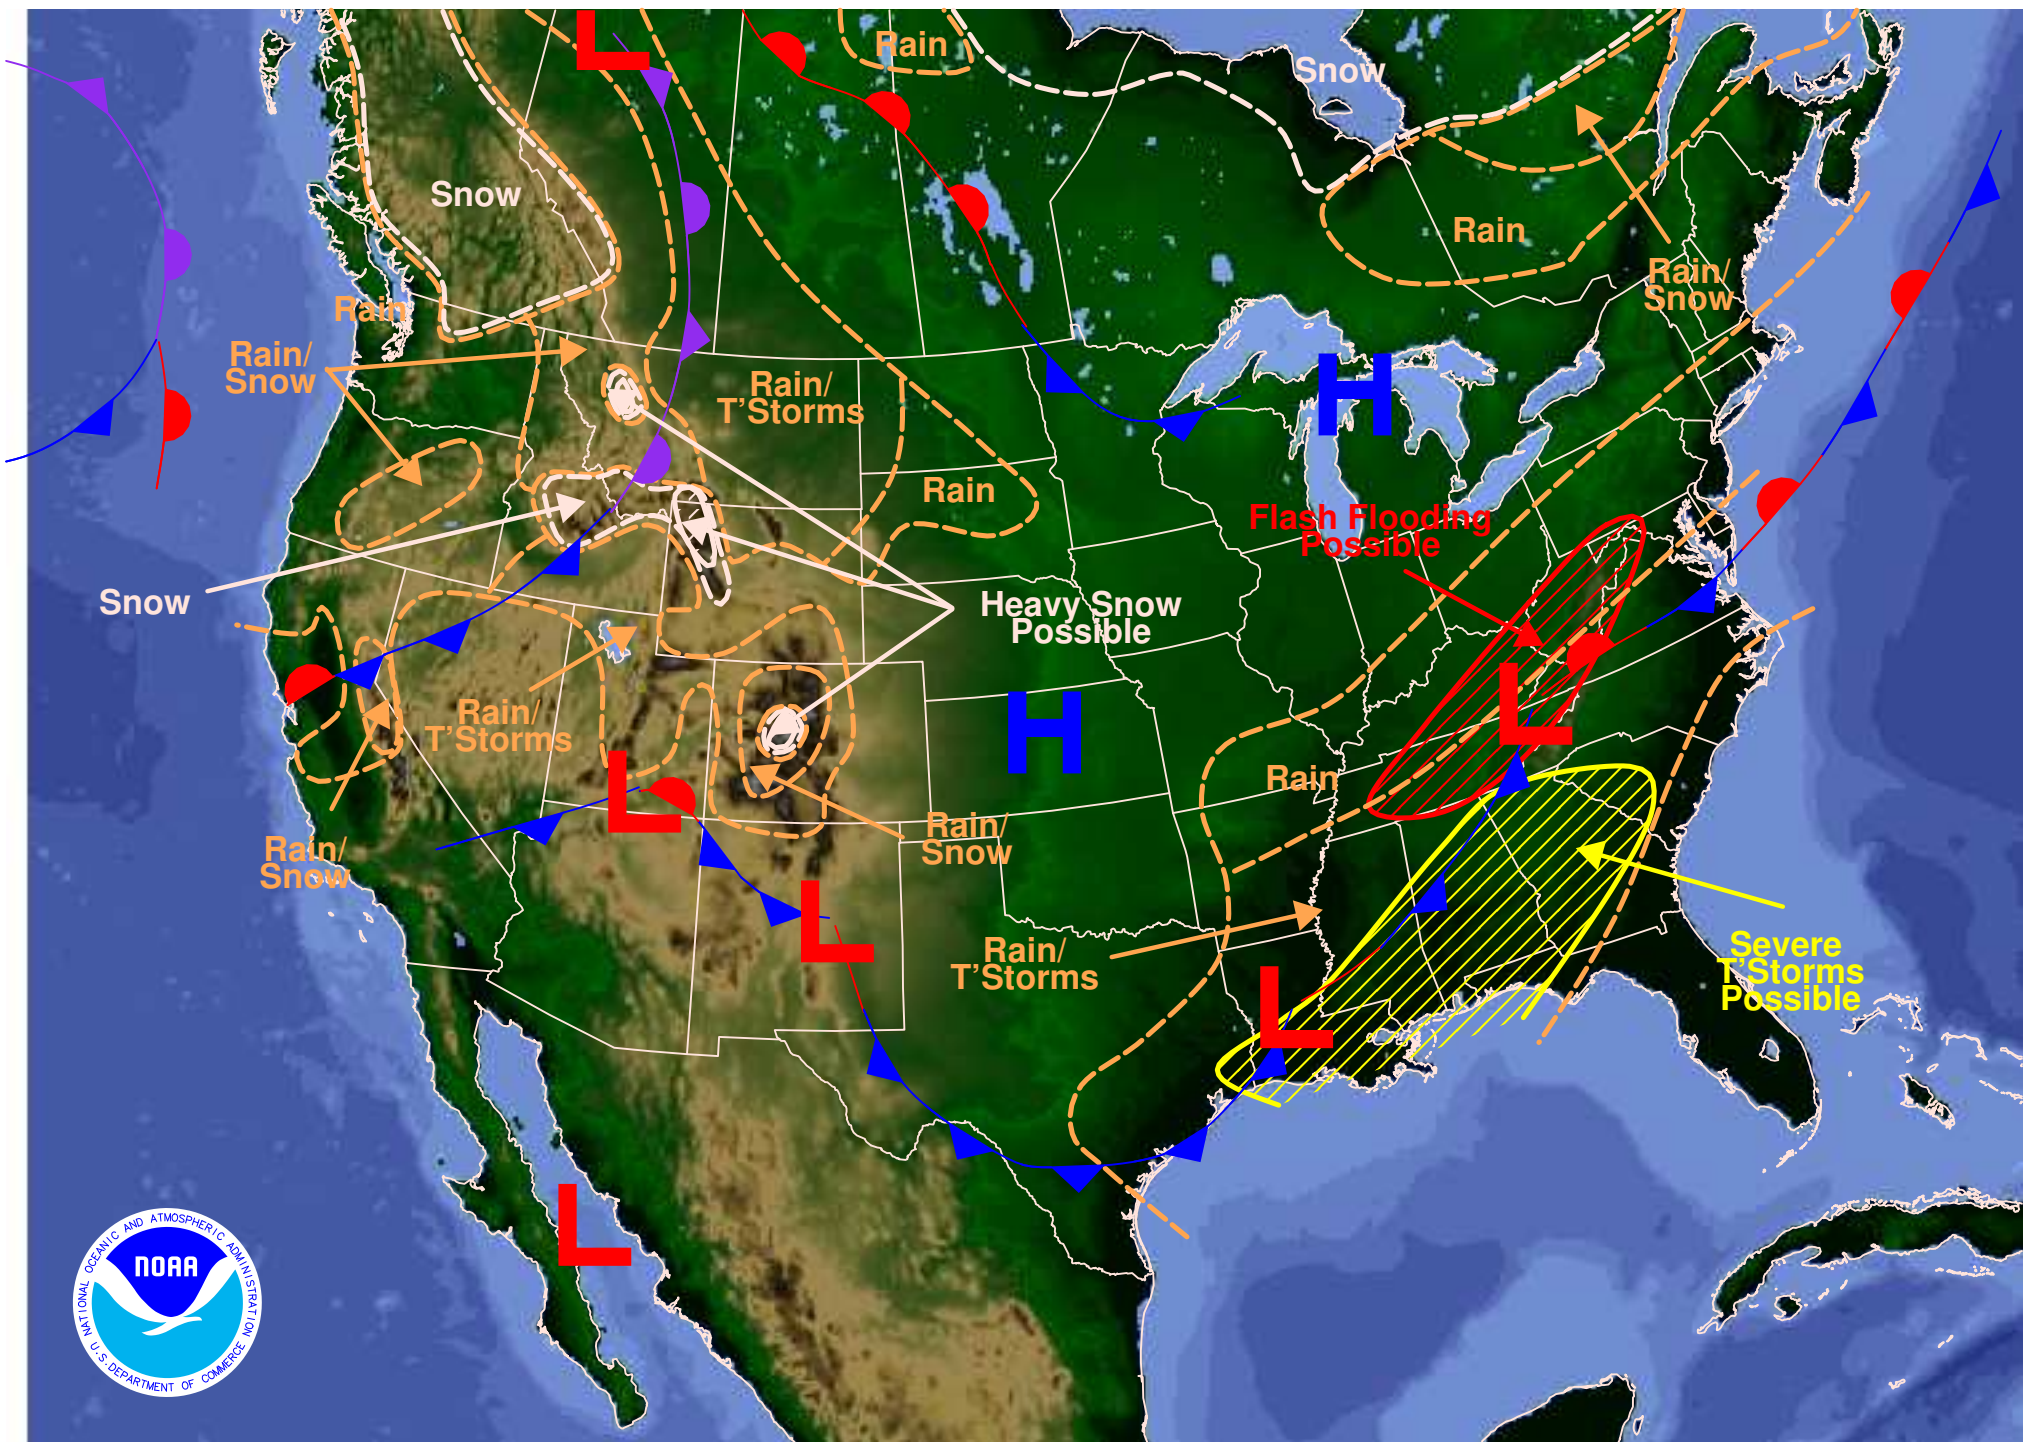 L
Rain
Snow
Snow
Rain
Rain/
Snow
Rain
Rain/
Snow
H
Rain/
T'Storms
Rain
Flash Flooding
Possible
Snow
Heavy Snow
Possible
L
H
Rain/
T'Storms
L
Rain
Rain/
Snow
Rain/
Snow
L
Rain/
T'Storms
Severe
T'Storms
Possible
L
L
NATIONAL OCEANIC AND ATMOSPHERIC ADMINISTRATION
NOAA
U.S. DEPARTMENT OF COMMERCE